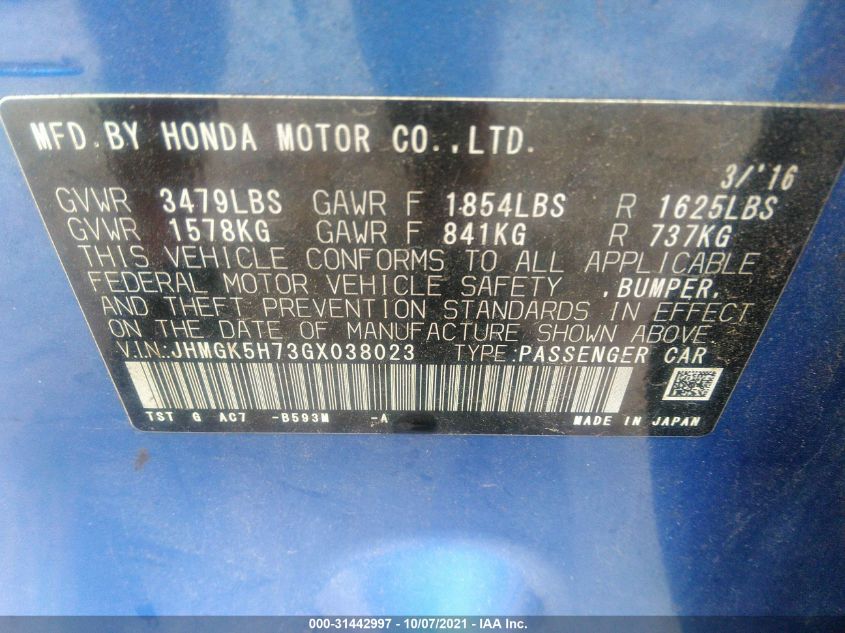 MFD.BY HONDA MOTOR CO.,LTD.
3/'16
GVWR 3479LBS GAWR F 1854LBS R 1625LBS
GVWR 1578KG GAWR F 841KG R 737KG
THIS VEHICLE CONFORMS TO ALL APPLICABLE
FEDERAL MOTOR VEHICLE SAFETY ,BUMPER,
AND THEFT PREVENTION STANDARDS IN EFFECT
ON THE DATE OF MANUFACTURE SHOWN ABOVE
V.I.N.:JHMGK5H73GX038023 TYPE:PASSENGER CAR
TST G AC7 -B593M -A MADE IN JAPAN
000-31442997 - 10/07/2021 - IAA Inc.